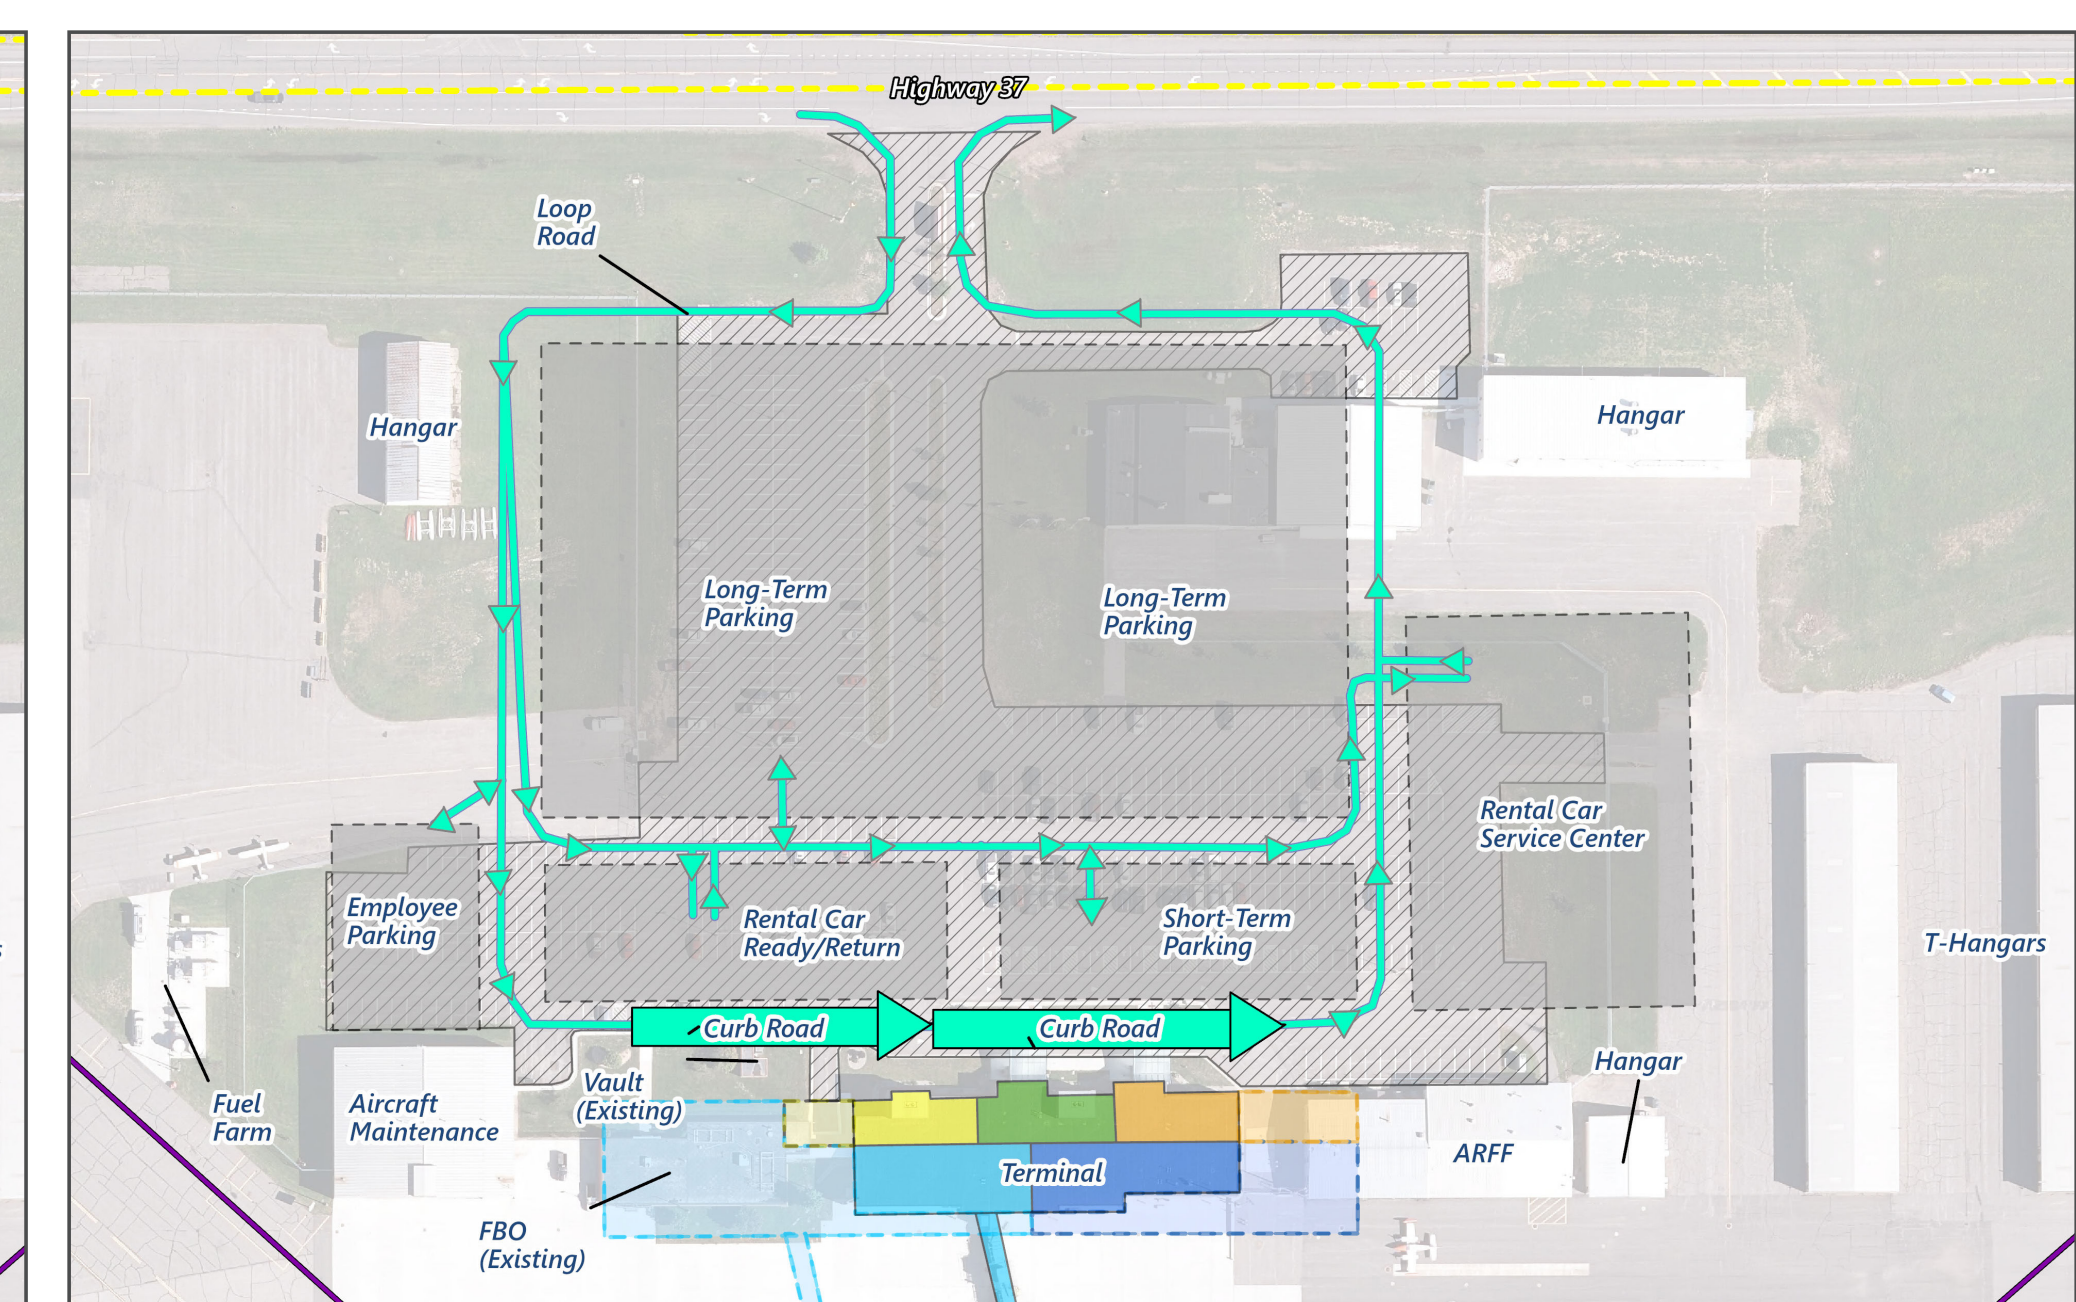 Highway 37
Loop
Road
Hangar
Hangar
Long-Term
Parking
Long-Term
Parking
Rental Car
Service Center
Employee
Parking
Rental Car
Ready/Return
Short-Term
Parking
T-Hangars
Curb Road
Curb Road
Hangar
Vault
(Existing)
Fuel
Farm
Aircraft
Maintenance
ARFF
Terminal
FBO
(Existing)